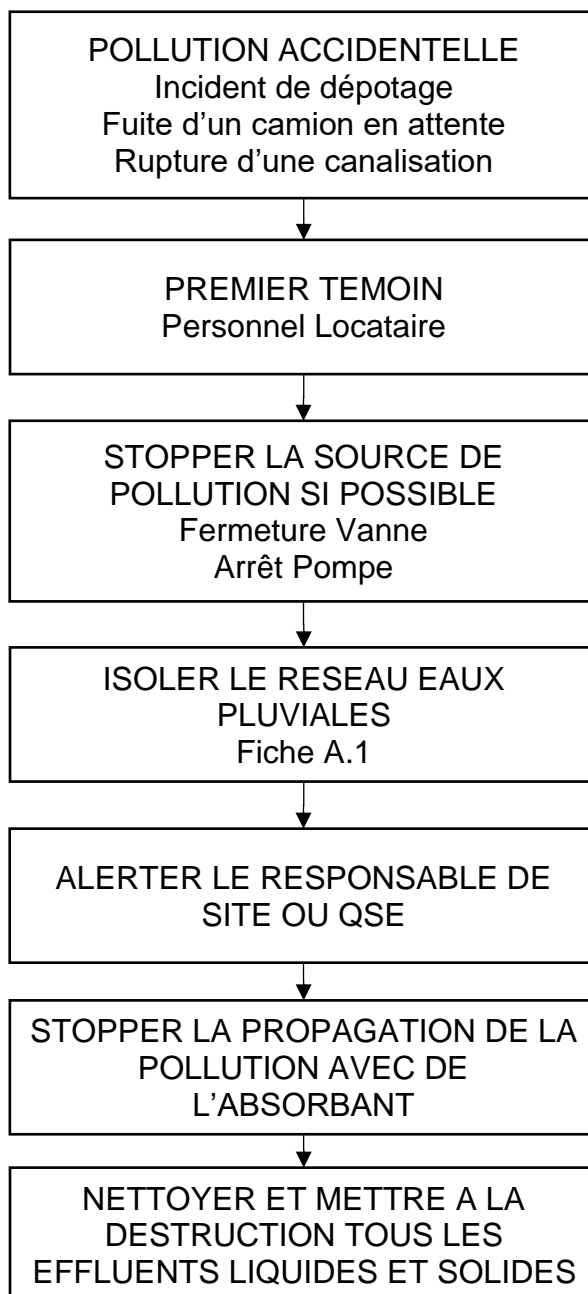 POLLUTION ACCIDENTELLE
Incident de dépotage
Fuite d’un camion en attente
Rupture d’une canalisation
PREMIER TEMOIN
Personnel Locataire
STOPPER LA SOURCE DE
POLLUTION SI POSSIBLE
Fermeture Vanne
Arrêt Pompe
ISOLER LE RESEAU EAUX
PLUVIALES
Fiche A.1
ALERTER LE RESPONSABLE DE
SITE OU QSE
STOPPER LA PROPAGATION DE LA
POLLUTION AVEC DE
L’ABSORBANT
NETTOYER ET METTRE A LA
DESTRUCTION TOUS LES
EFFLUENTS LIQUIDES ET SOLIDES